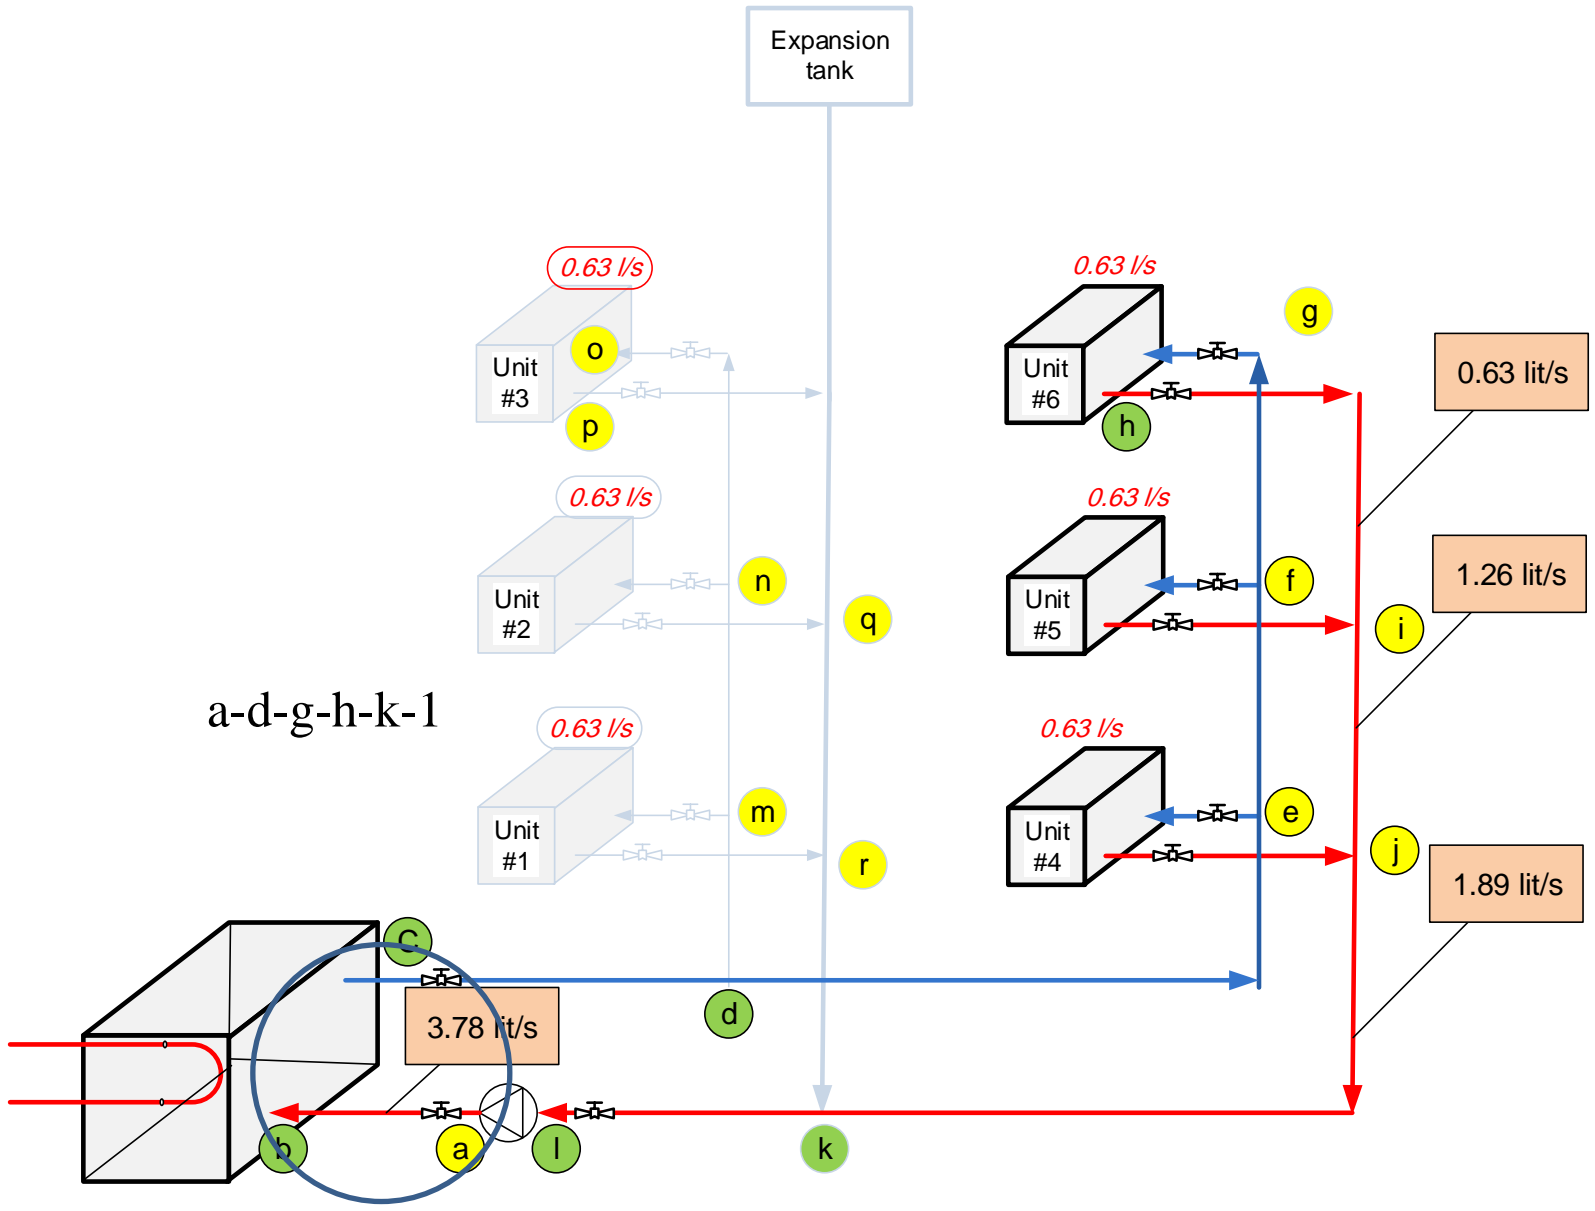 Expansion
tank
0.63 l/s
0.63 l/s
g
o
Unit
#3
p
Unit
#6
h
0.63 lit/s
0.63 l/s
0.63 l/s
n
f
1.26 lit/s
Unit
#2
q
Unit
#5
i
a-d-g-h-k-l
0.63 l/s
0.63 l/s
m
e
Unit
#1
r
Unit
#4
j
1.89 lit/s
C
d
3.78 lit/s
b
a
l
k